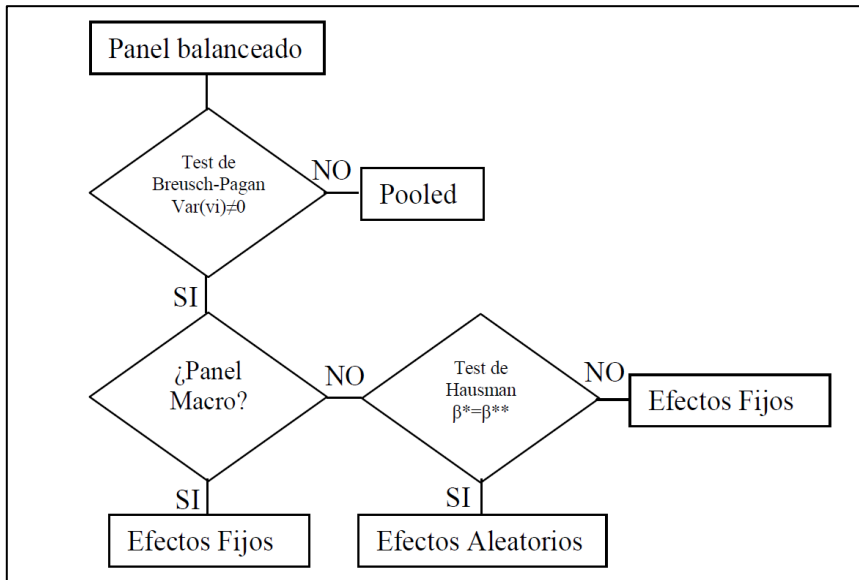 Panel balanceado
Test de
Breusch-Pagan
Var(vi)≠0
NO
Pooled
SI
¿Panel
Macro?
NO
Test de
Hausman
β*=β**
NO
Efectos Fijos
SI
Efectos Fijos
SI
Efectos Aleatorios